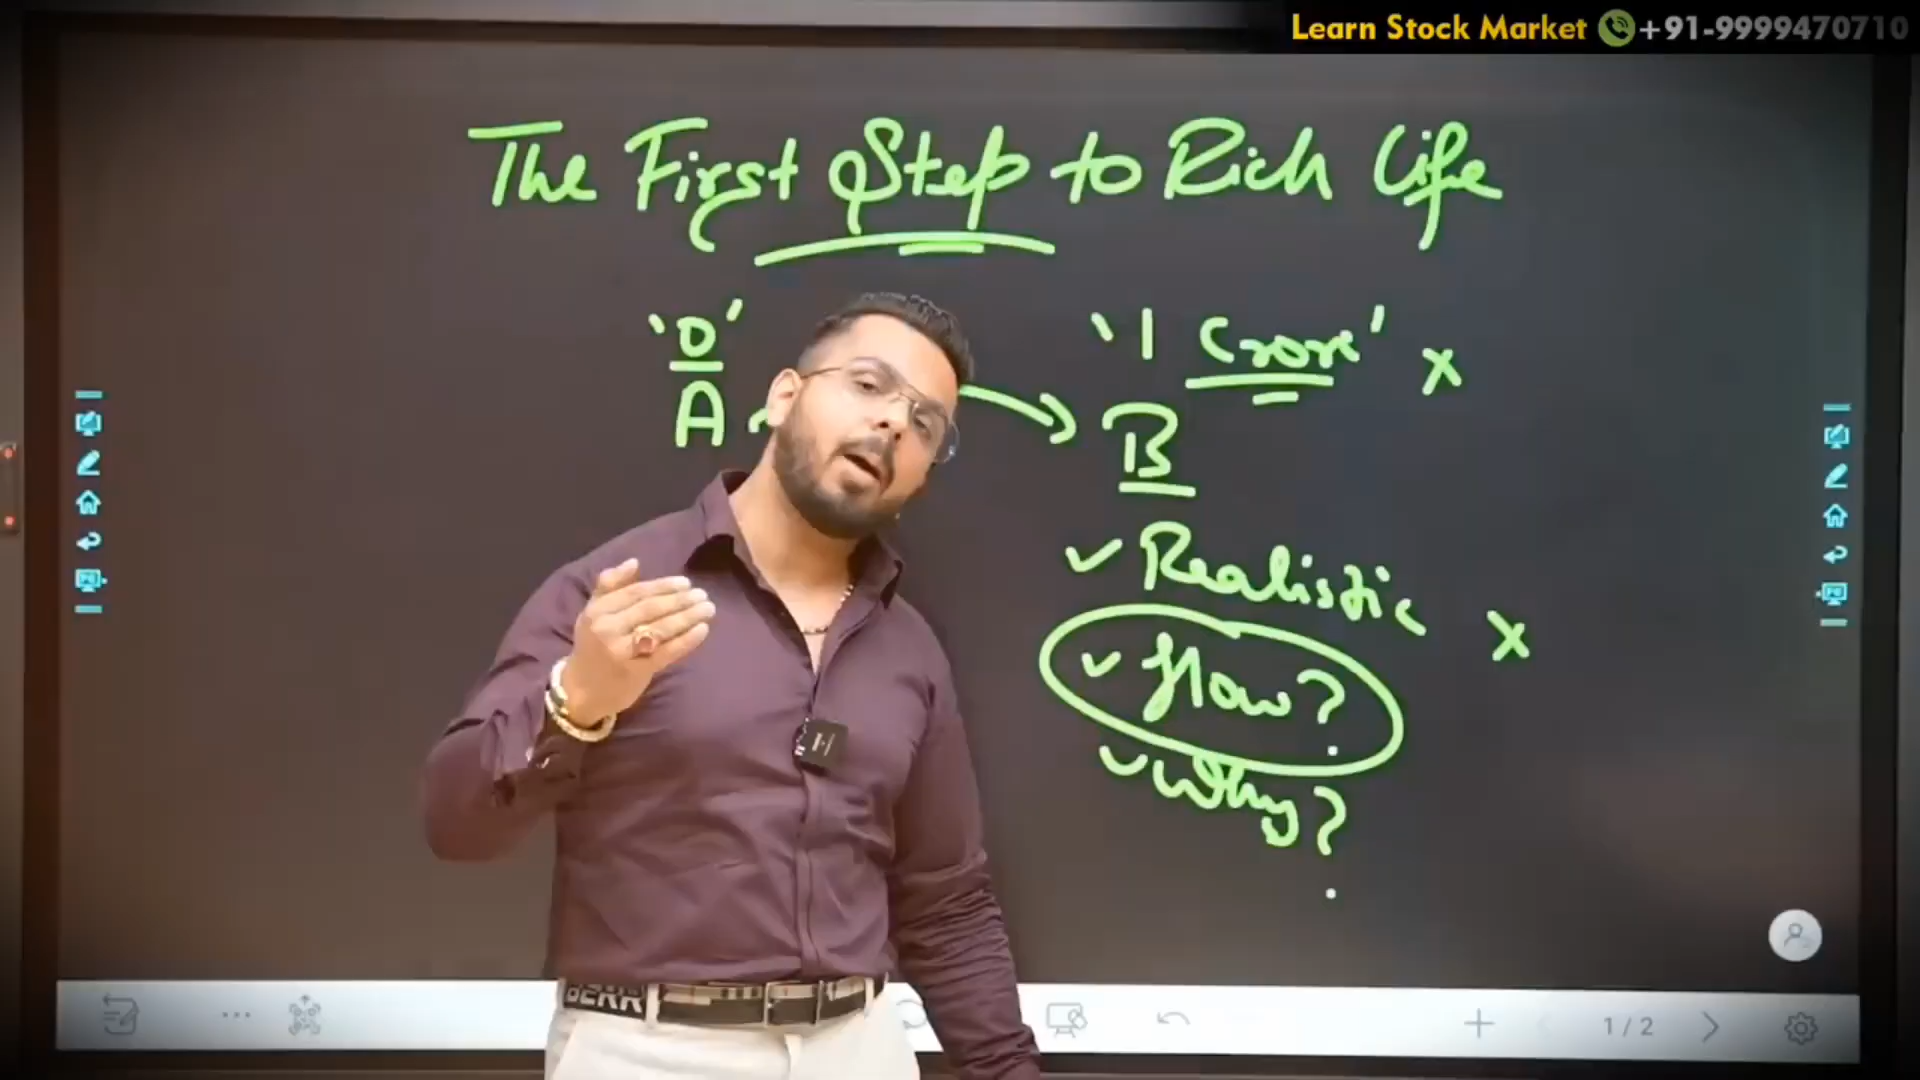 Learn Stock Market +91-9999470710
The First Step to Rich Life
'0' '1 Crore' x
A B
✓ Realistic x
✓ How?
✓ Why?
BERR
1 / 2